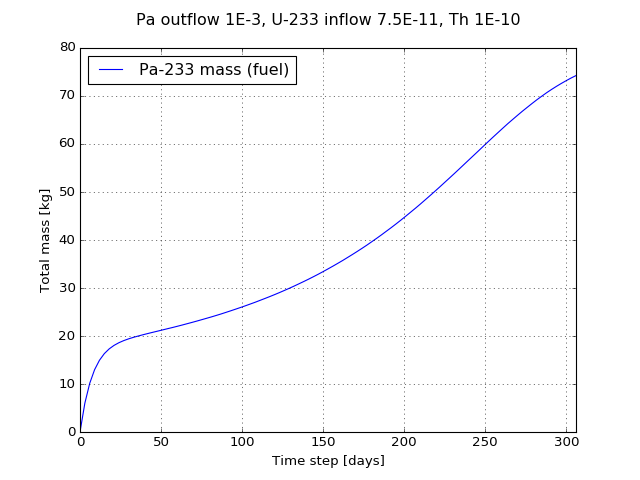 Pa outflow 1E-3, U-233 inflow 7.5E-11, Th 1E-10
Pa-233 mass (fuel)
Total mass [kg]
80
70
60
50
40
30
20
10
0
0 50 100 150 200 250 300
Time step [days]